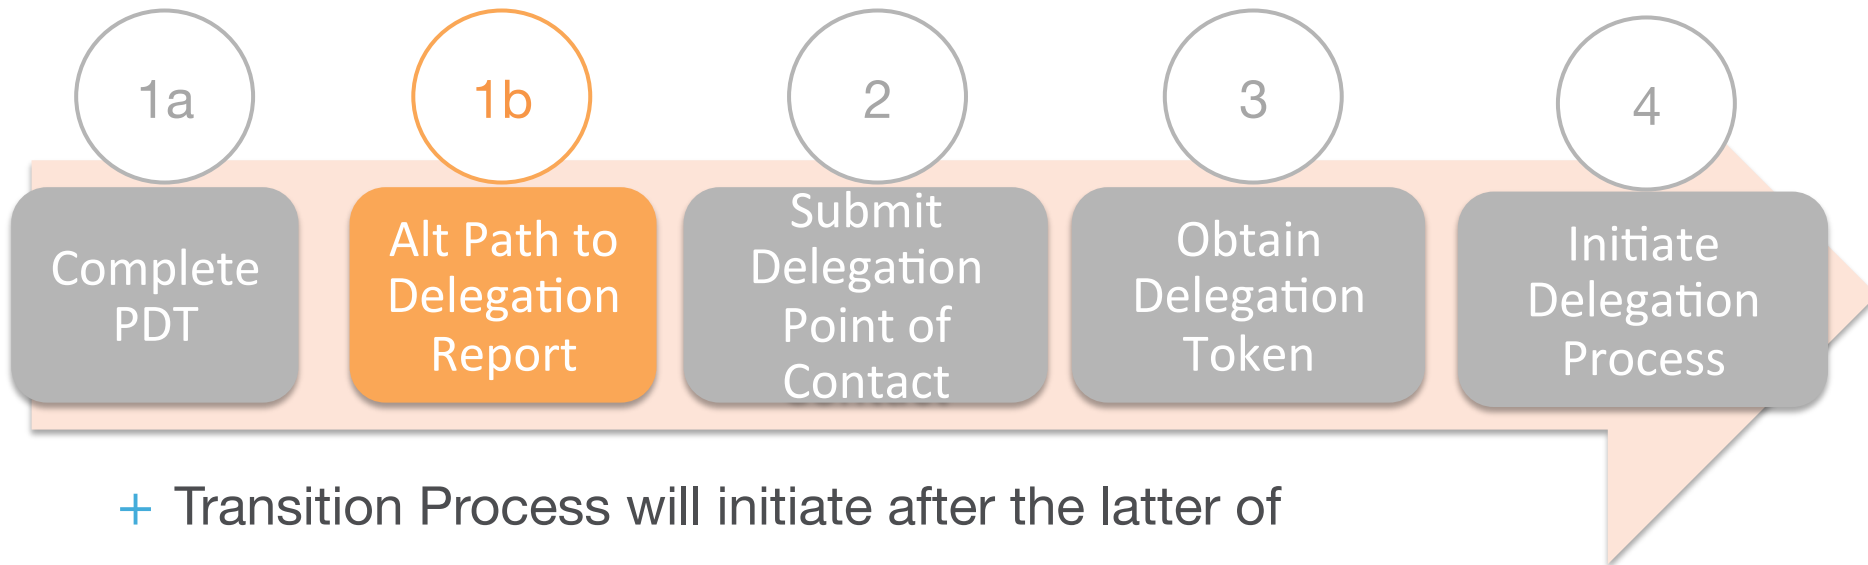 1a
1b
2
3
4
Complete
PDT
Alt Path to
Delegation
Report
Submit
Delegation
Point of
Contact
Obtain
Delegation
Token
Initiate
Delegation
Process
+ Transition Process will initiate after the latter of